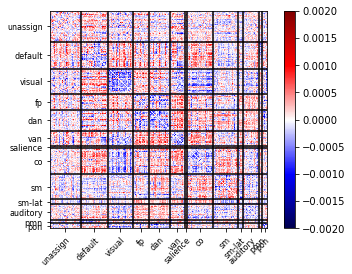 unassign
default
visual
fp
dan
van
salience
co
sm
sm-lat
auditory
pon
unassign
default
visual
fp
dan
van
salience
co
sm
sm-lat
auditory
0.0020
0.0015
0.0010
0.0005
0.0000
−0.0005
−0.0010
−0.0015
−0.0020